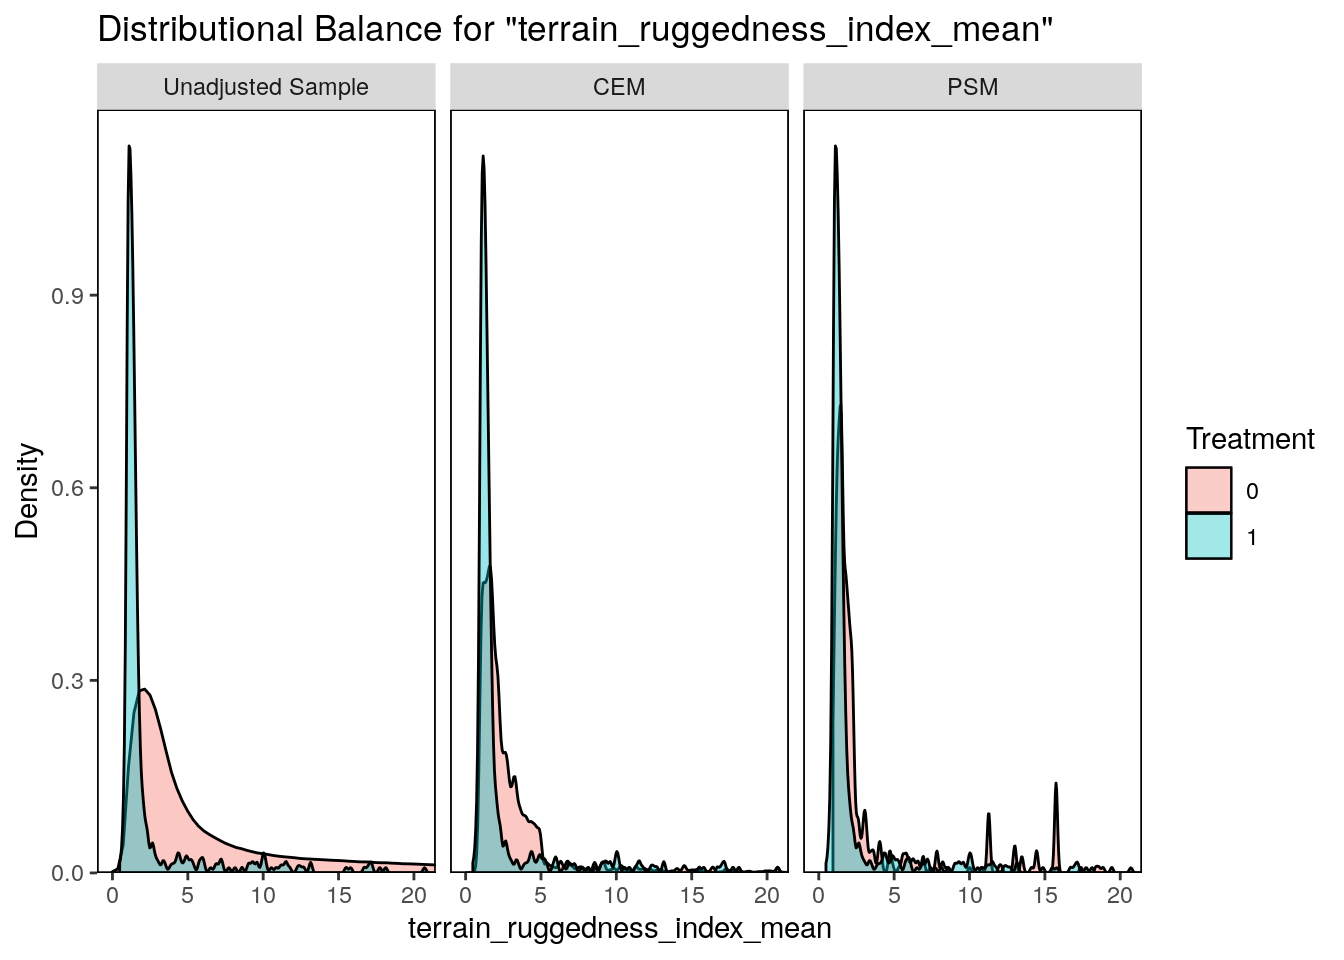 Distributional Balance for "terrain_ruggedness_index_mean"
Unadjusted Sample
CEM
PSM
Density
0.9
0.6
0.3
0.0
0 5 10 15 20
0 5 10 15 20
0 5 10 15 20
terrain_ruggedness_index_mean
Treatment
0
1